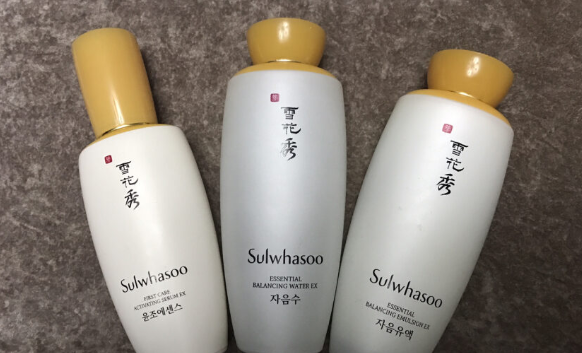 雪花秀
Sulwhasoo
FIRST CARE
ACTIVATING SERUM EX
윤조에센스
雪花秀
Sulwhasoo
ESSENTIAL
BALANCING WATER EX
자음수
雪花秀
Sulwhasoo
ESSENTIAL
BALANCING EMULSION EX
자음유액